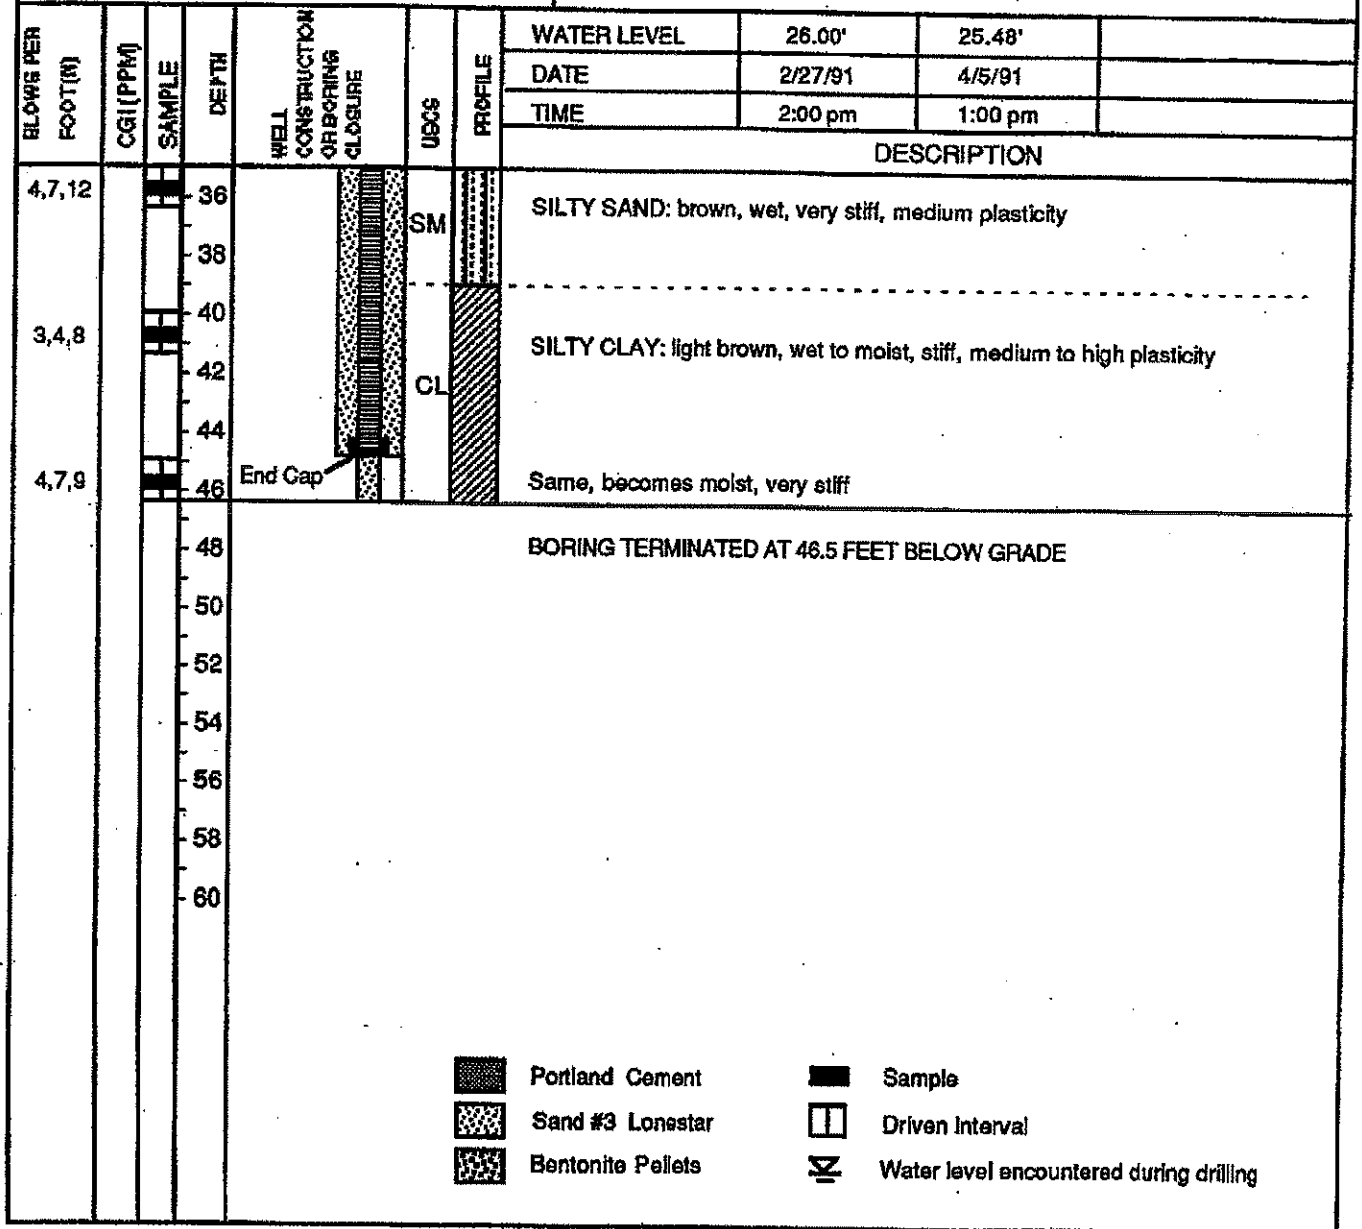 BLOWS PER
FOOT(N)
CGI (PPM)
SAMPLE
DEPTH
WELL
CONSTRUCTION
OR BORING
CLOSURE
USCS
PROFILE
WATER LEVEL 26.00' 25.48'
DATE 2/27/91 4/5/91
TIME 2:00 pm 1:00 pm
DESCRIPTION
4,7,12
36
SILTY SAND: brown, wet, very stiff, medium plasticity
SM
38
40
3,4,8
SILTY CLAY: light brown, wet to moist, stiff, medium to high plasticity
42
CL
44
4,7,9
End Cap
46
Same, becomes moist, very stiff
48
BORING TERMINATED AT 46.5 FEET BELOW GRADE
50
52
54
56
58
60
Portland Cement
Sample
Sand #3 Lonestar
Driven Interval
Bentonite Pellets
Water level encountered during drilling